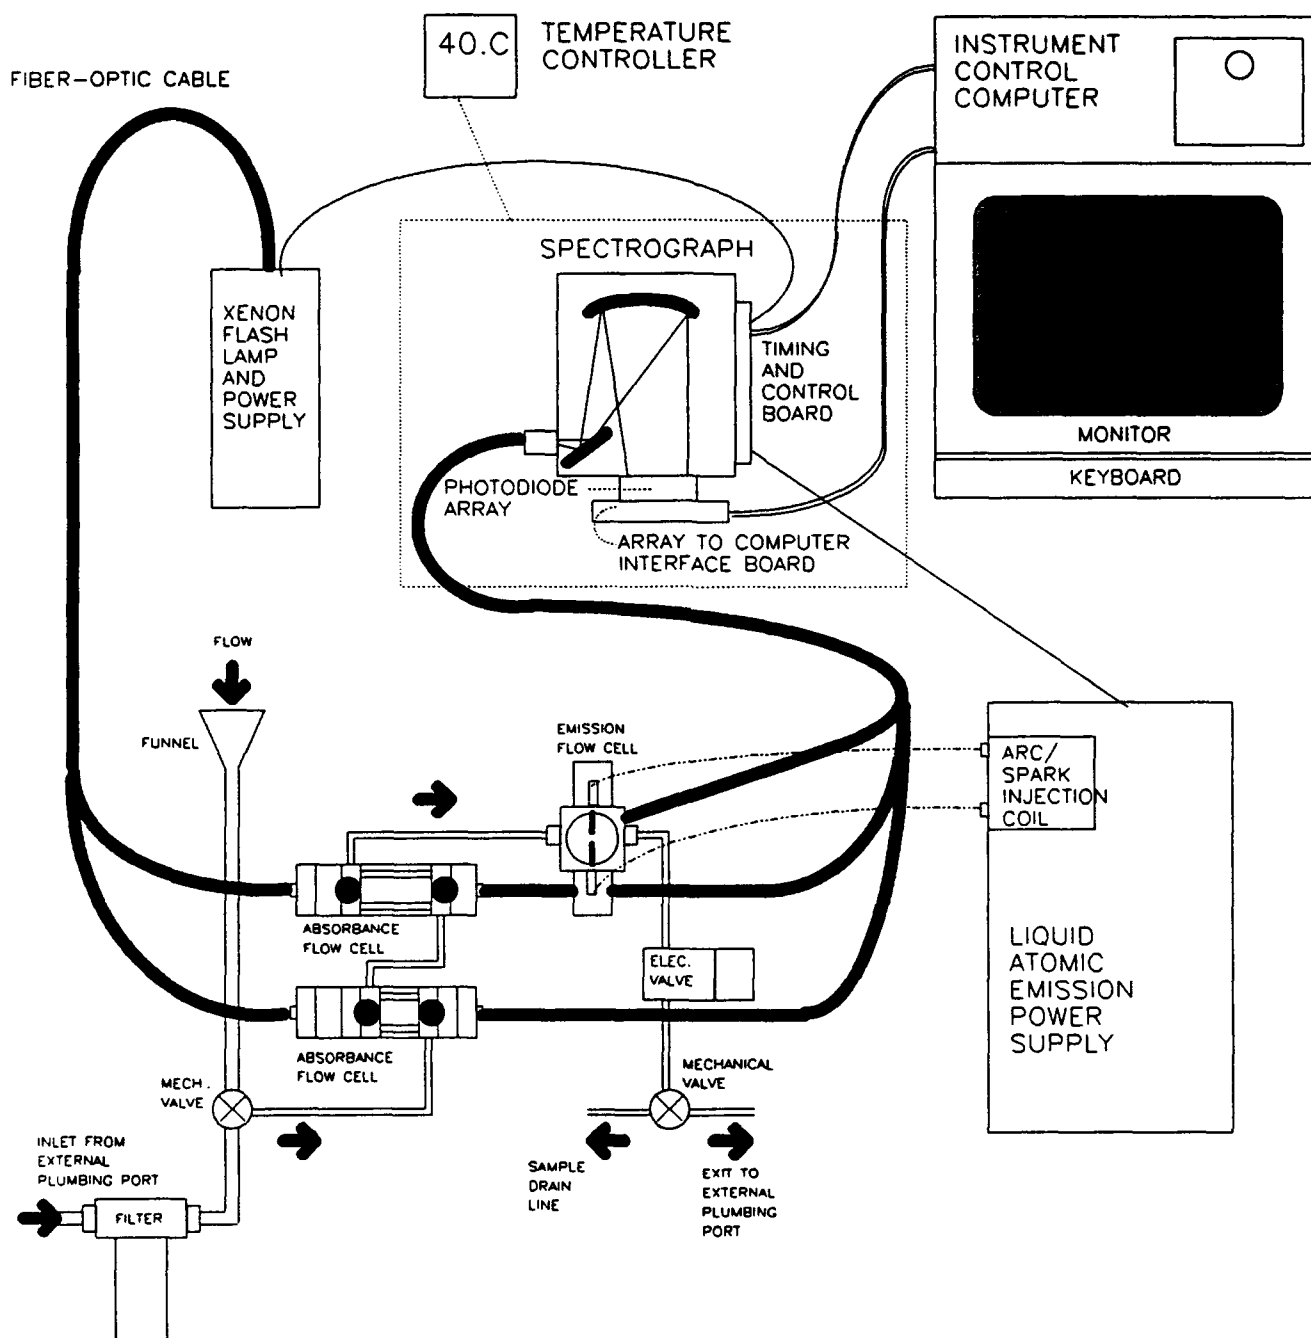 40.C
TEMPERATURE
CONTROLLER
INSTRUMENT
CONTROL
COMPUTER
FIBER-OPTIC CABLE
SPECTROGRAPH
XENON
FLASH
LAMP
AND
POWER
SUPPLY
TIMING
AND
CONTROL
BOARD
MONITOR
KEYBOARD
PHOTODIODE
ARRAY
ARRAY TO COMPUTER
INTERFACE BOARD
FLOW
FUNNEL
EMISSION
FLOW CELL
ARC/
SPARK
INJECTION
COIL
ABSORBANCE
FLOW CELL
ELEC.
VALVE
LIQUID
ATOMIC
EMISSION
POWER
SUPPLY
ABSORBANCE
FLOW CELL
MECH.
VALVE
MECHANICAL
VALVE
INLET FROM
EXTERNAL
PLUMBING PORT
FILTER
SAMPLE
DRAIN
LINE
EXIT TO
EXTERNAL
PLUMBING
PORT